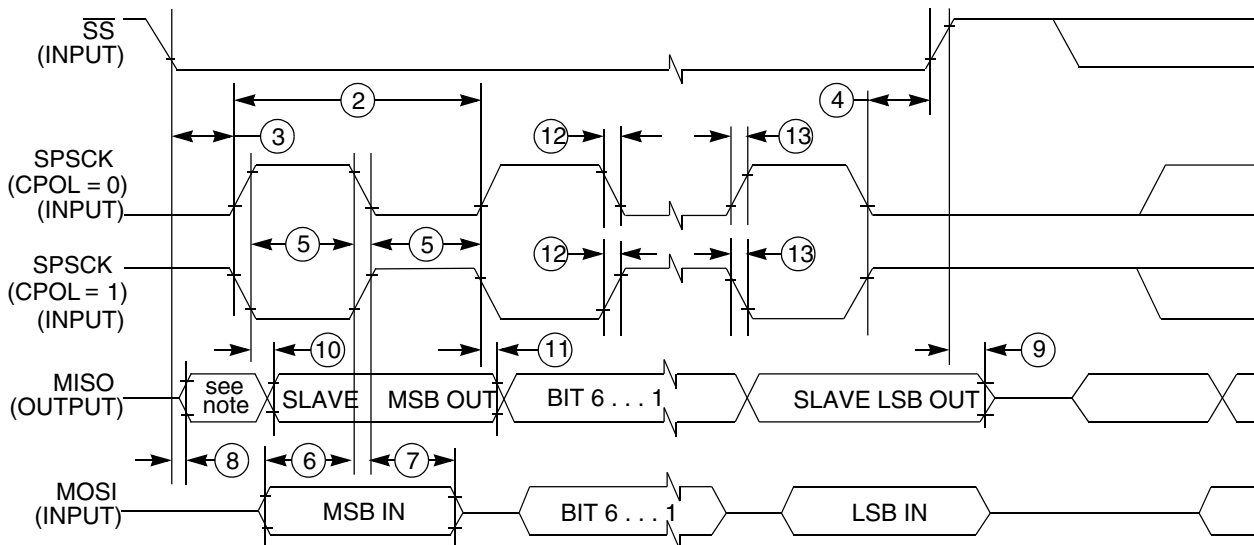 SS
(INPUT)
2
4
3
12
13
SPSCK
(CPOL = 0)
(INPUT)
5
5
12
13
SPSCK
(CPOL = 1)
(INPUT)
10
11
9
MISO
(OUTPUT)
see
note
SLAVE
MSB OUT
BIT 6 . . . 1
SLAVE LSB OUT
8
6
7
MOSI
(INPUT)
MSB IN
BIT 6 . . . 1
LSB IN